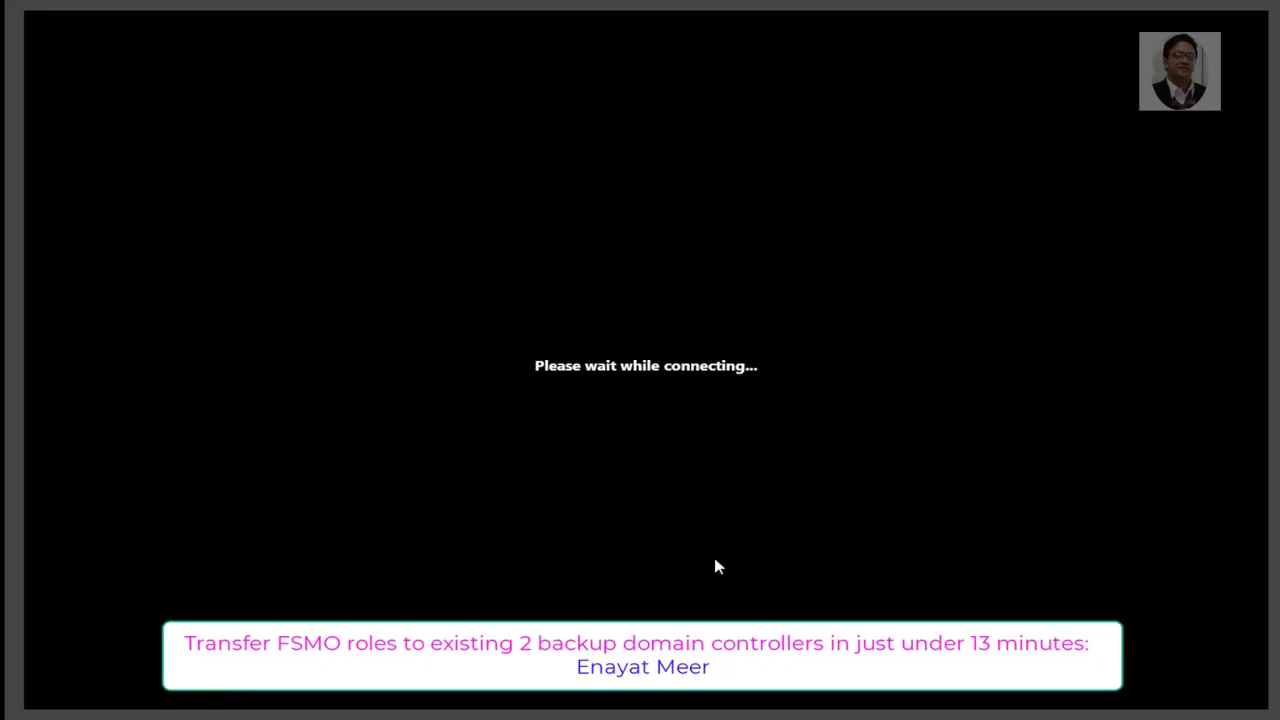 Please wait while connecting...
Transfer FSMO roles to existing 2 backup domain controllers in just under 13 minutes:
Enayat Meer